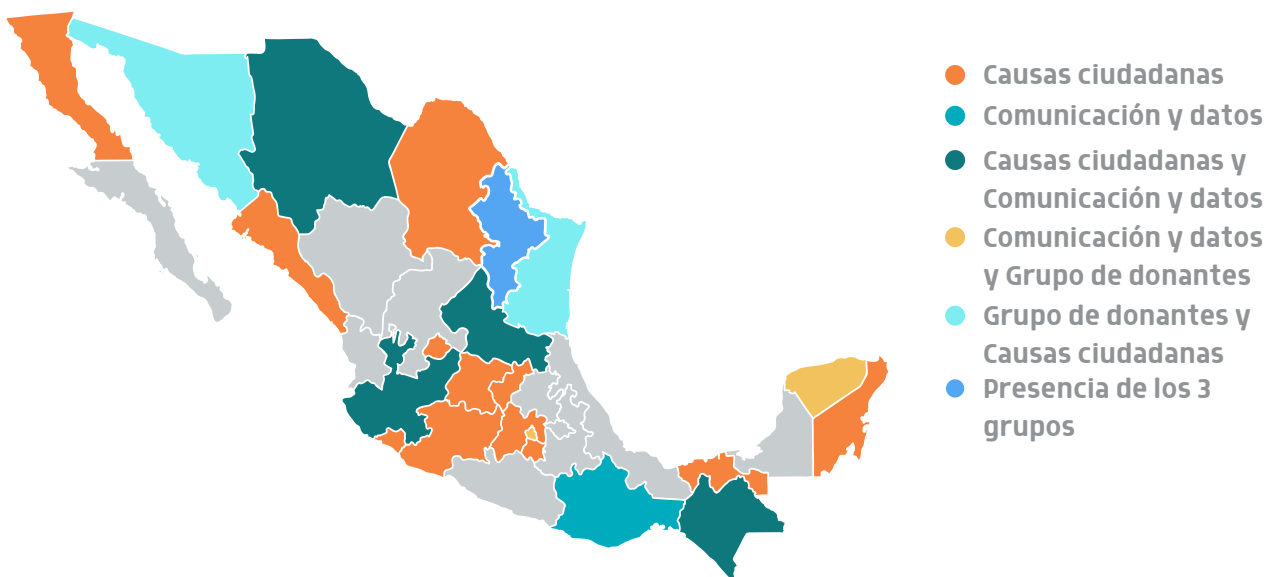 Causas ciudadanas
Comunicación y datos
Causas ciudadanas y
Comunicación y datos
Comunicación y datos
y Grupo de donantes
Grupo de donantes y
Causas ciudadanas
Presencia de los 3
grupos